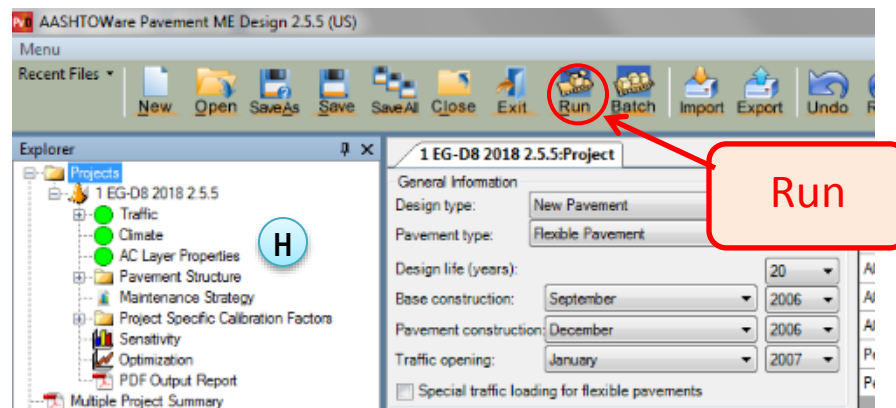 AASHTOWare Pavement ME Design 2.5.5 (US)
Menu
Recent Files
New Open SaveAs Save SaveAll Close Exit Run Batch Import Export Undo R
Explorer
1 EG-D8 2018 2.5.5:Project
Projects
1 EG-D8 2018 2.5.5
Traffic
Climate
AC Layer Properties
Pavement Structure
Maintenance Strategy
Project Specific Calibration Factors
Sensitivity
Optimization
PDF Output Report
Multiple Project Summary
H
General Information
Design type: New Pavement
Pavement type: Flexible Pavement
Design life (years): 20
Base construction: September 2006
Pavement construction: December 2006
Traffic opening: January 2007
Special traffic loading for flexible pavements
Run